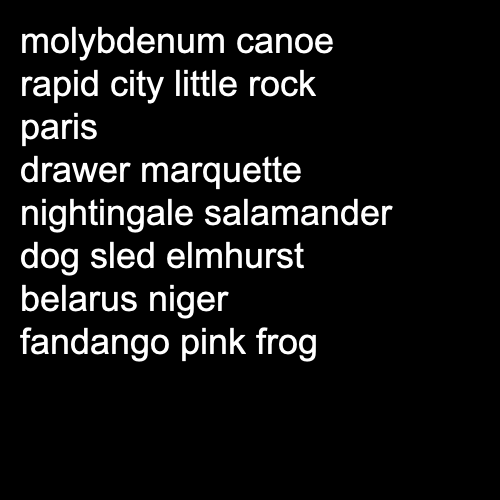 molybdenum canoe
rapid city little rock
paris
drawer marquette
nightingale salamander
dog sled elmhurst
belarus niger
fandango pink frog